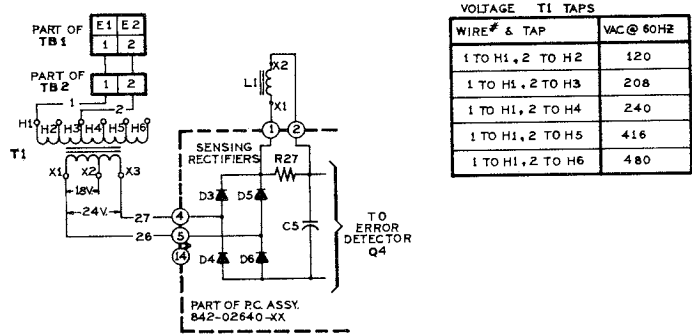 PART OF
TB1
E1 E2
1 2
PART OF
TB2
1 2
1
2
H1 H2 H3 H4 H5 H6
T1
X1 X2 X3
18V
24V.
27
26
4
5
14
L1
X2
X1
1 2
SENSING
RECTIFIERS
R27
D3 D5
C5
D4 D6
TO
ERROR
DETECTOR
Q4
PART OF P.C. ASSY.
842-02640-XX
VOLTAGE T1 TAPS
WIRE# & TAP VAC@ 60HZ
1 TO H1, 2 TO H2 120
1 TO H1, 2 TO H3 208
1 TO H1, 2 TO H4 240
1 TO H1, 2 TO H5 416
1 TO H1, 2 TO H6 480